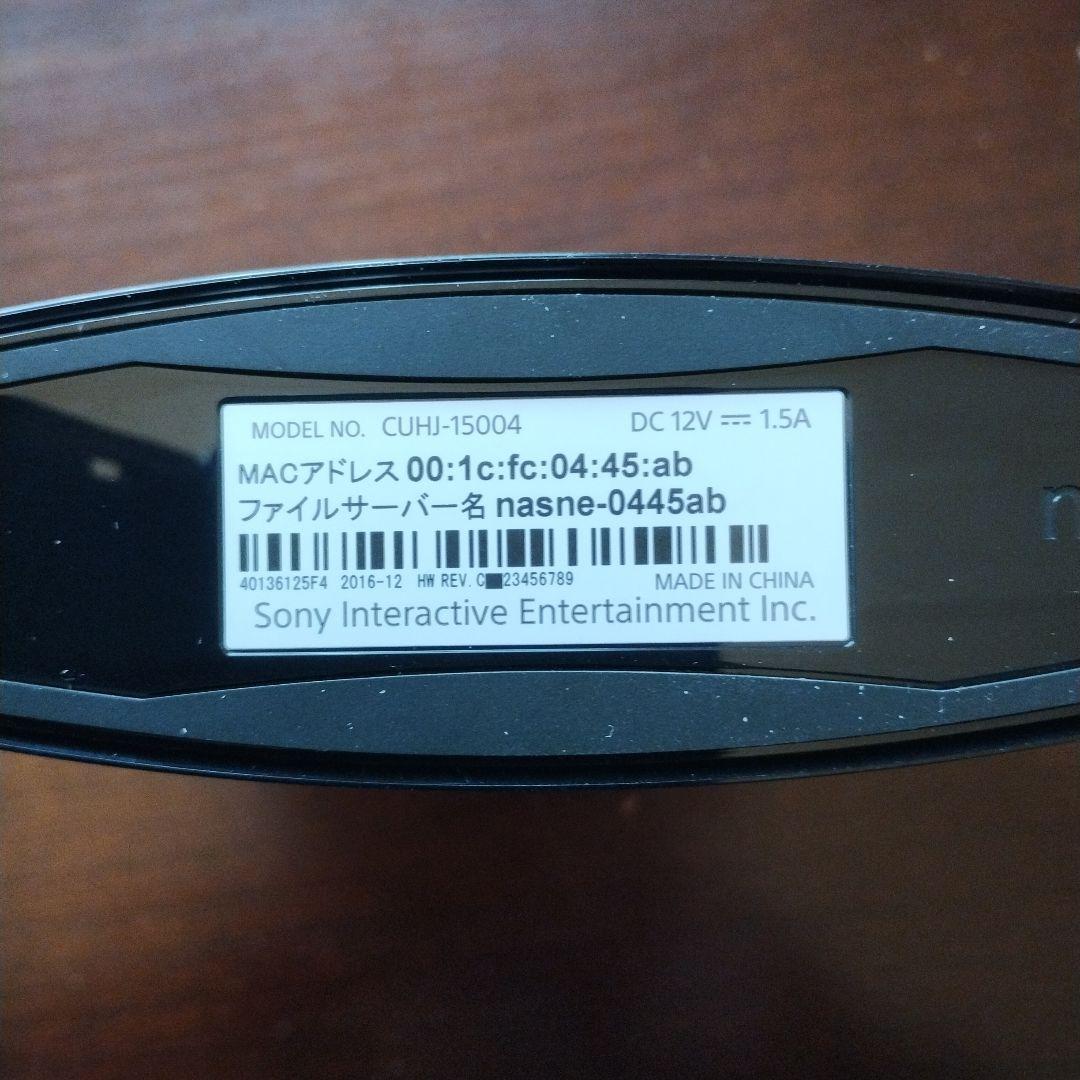 MODEL NO. CUHJ-15004 DC 12V ⎓ 1.5A
MACアドレス 00:1c:fc:04:45:ab
ファイルサーバー名 nasne-0445ab
40136125F4 2016-12 HW REV. C■23456789 MADE IN CHINA
Sony Interactive Entertainment Inc.
n